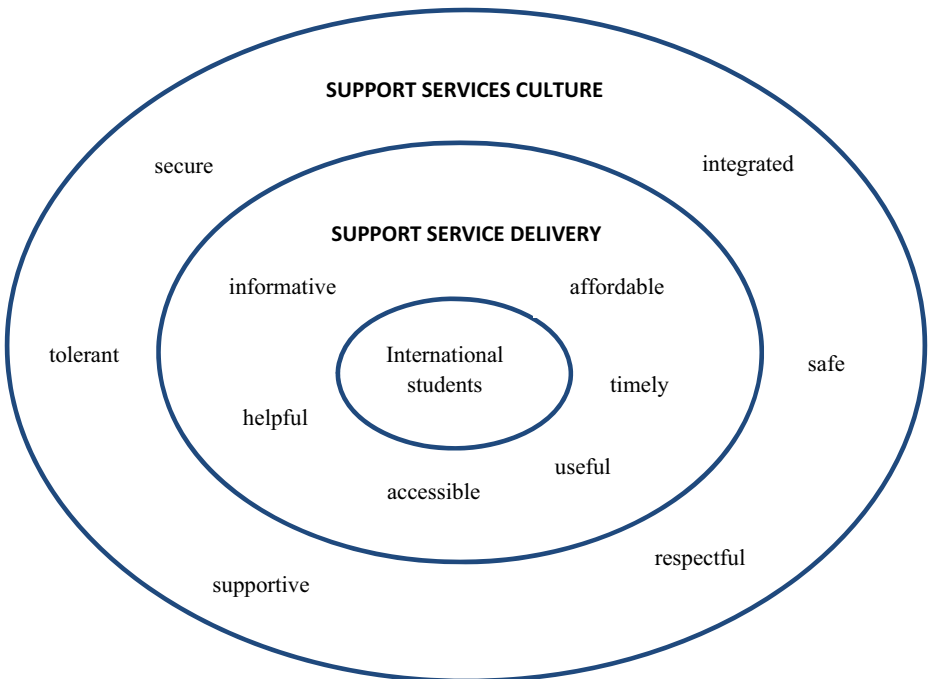 SUPPORT SERVICES CULTURE
secure
integrated
SUPPORT SERVICE DELIVERY
informative
affordable
tolerant
International
students
safe
timely
helpful
useful
accessible
respectful
supportive